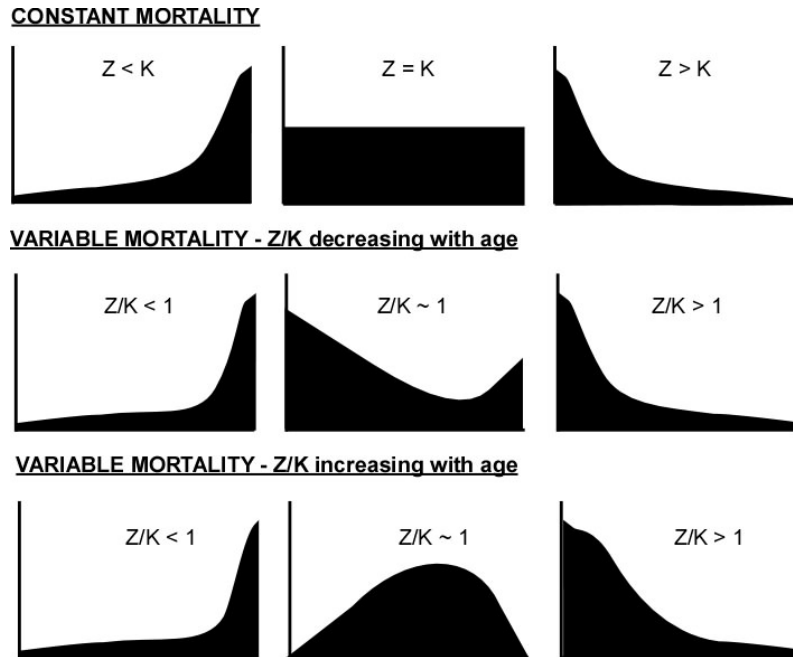 CONSTANT MORTALITY
Z < K
Z = K
Z > K
VARIABLE MORTALITY - Z/K decreasing with age
Z/K < 1
Z/K ~ 1
Z/K > 1
VARIABLE MORTALITY - Z/K increasing with age
Z/K < 1
Z/K ~ 1
Z/K > 1